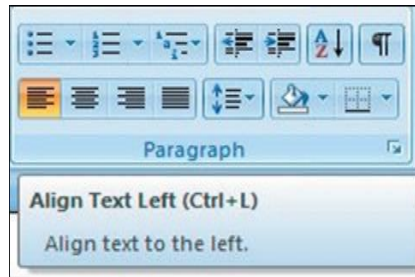 Paragraph
Align Text Left (Ctrl+L)
Align text to the left.